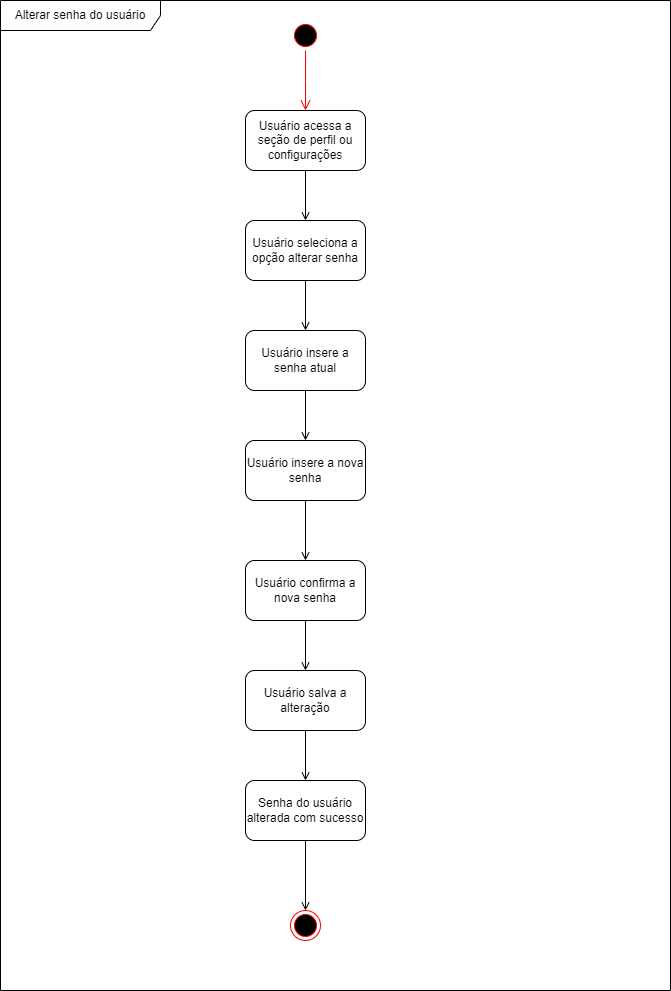 Alterar senha do usuário
Usuário acessa a
seção de perfil ou
configurações
Usuário seleciona a
opção alterar senha
Usuário insere a
senha atual
Usuário insere a nova
senha
Usuário confirma a
nova senha
Usuário salva a
alteração
Senha do usuário
alterada com sucesso